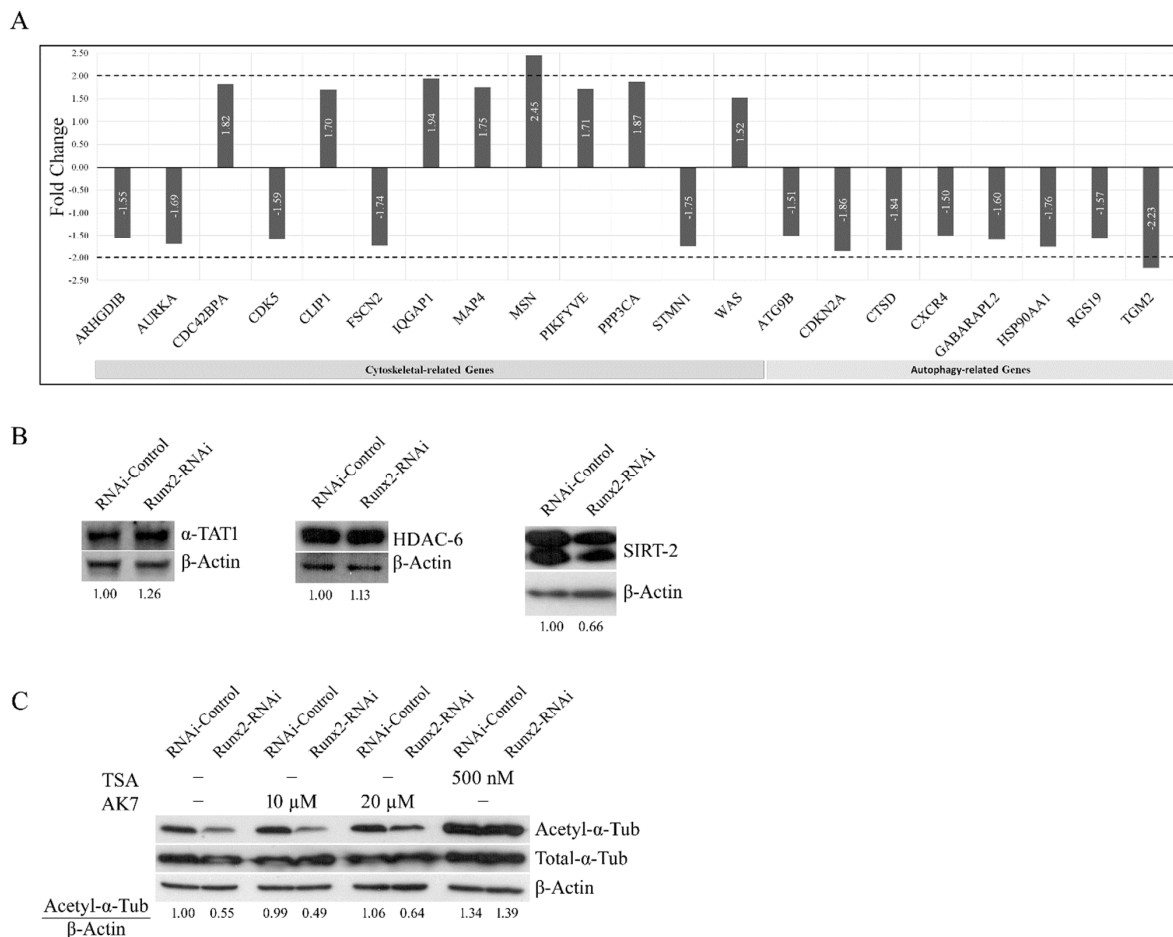 A
Fold Change
2.50
2.00
1.50
1.00
0.50
0.00
-0.50
-1.00
-1.50
-2.00
-2.50
-1.55
-1.69
1.82
-1.59
1.70
-1.74
1.94
1.75
2.45
1.71
1.87
-1.75
1.52
-1.51
-1.86
-1.84
-1.50
-1.60
-1.76
-1.57
-2.23
ARHGDIB
AURKA
CDC42BPA
CDK5
CLIP1
FSCN2
IQGAP1
MAP4
MSN
PIKFYVE
PPP3CA
STMN1
WAS
ATG9B
CDKN2A
CTSD
CXCR4
GABARAPL2
HSP90AA1
RGS19
TGM2
Cytoskeletal-related Genes
Autophagy-related Genes
B
RNAi-Control
Runx2-RNAi
α-TAT1
β-Actin
1.00 1.26
RNAi-Control
Runx2-RNAi
HDAC-6
β-Actin
1.00 1.13
RNAi-Control
Runx2-RNAi
SIRT-2
β-Actin
1.00 0.66
C
RNAi-Control
Runx2-RNAi
RNAi-Control
Runx2-RNAi
RNAi-Control
Runx2-RNAi
RNAi-Control
Runx2-RNAi
TSA – – – 500 nM
AK7 – 10 µM 20 µM –
Acetyl-α-Tub
Total-α-Tub
β-Actin
Acetyl-α-Tub
β-Actin
1.00 0.55 0.99 0.49 1.06 0.64 1.34 1.39